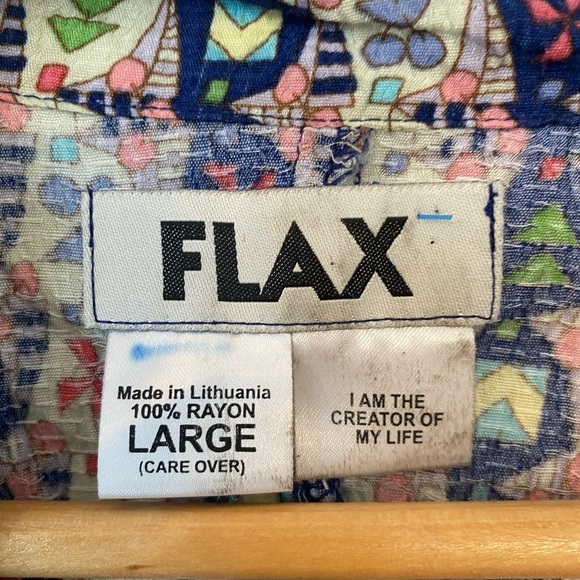 FLAX
Made in Lithuania
100% RAYON
LARGE
(CARE OVER)
I AM THE
CREATOR OF
MY LIFE